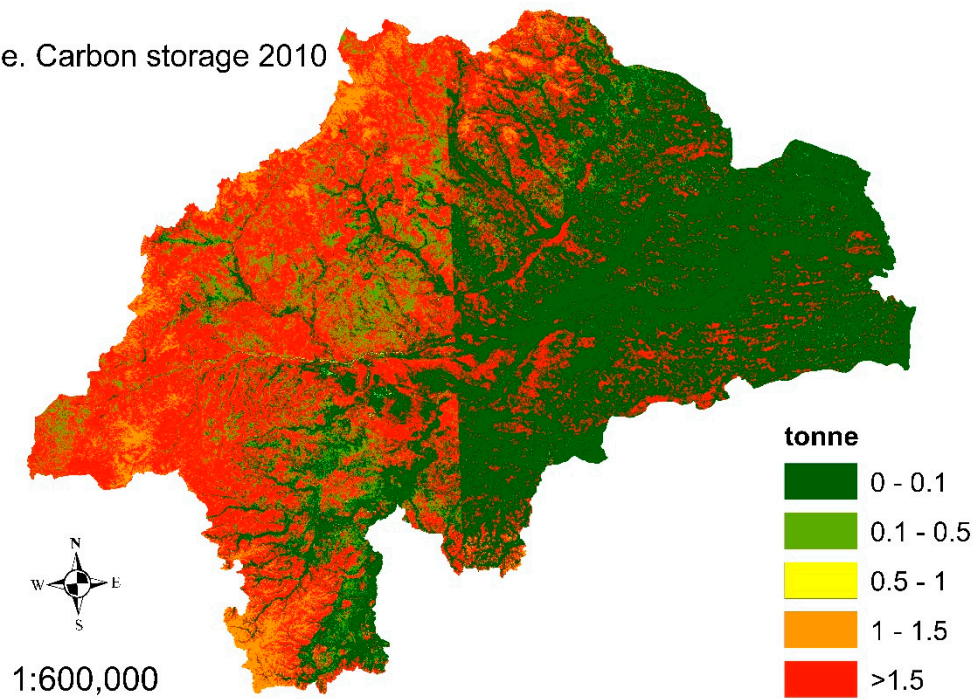 e. Carbon storage 2010
tonne
0 - 0.1
0.1 - 0.5
0.5 - 1
1 - 1.5
>1.5
N
W E
S
1:600,000